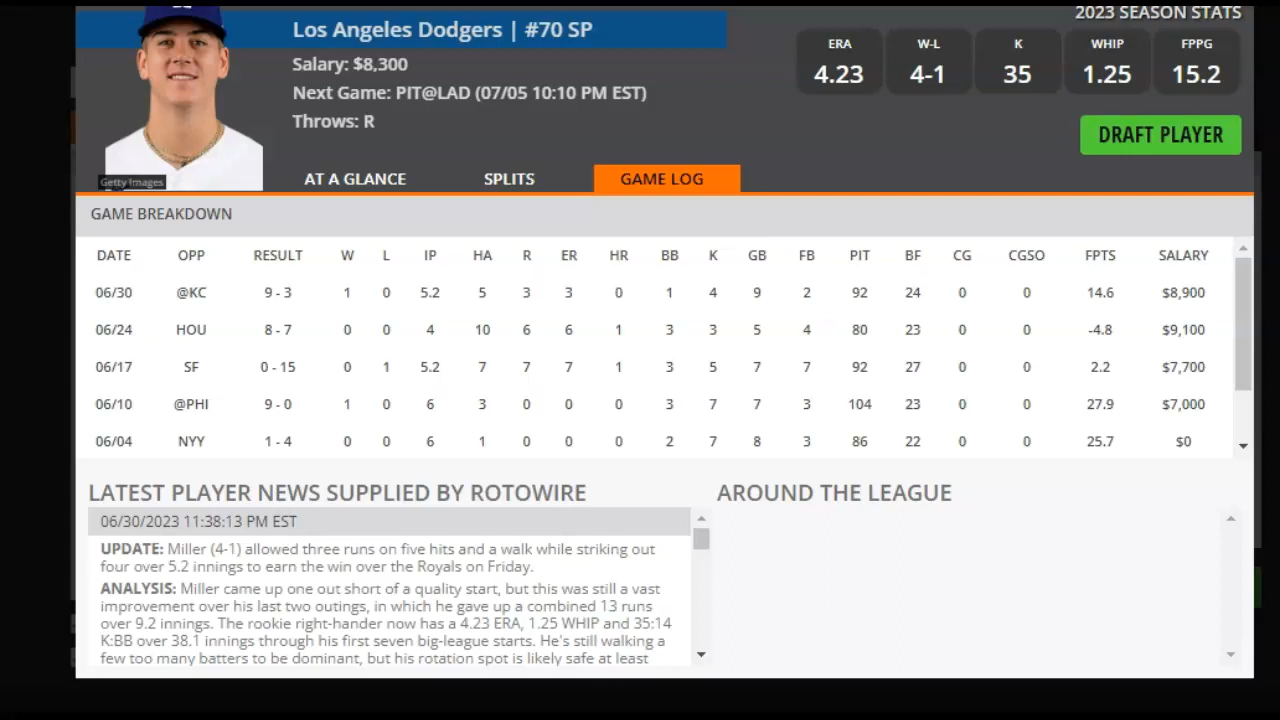 2023 SEASON STATS
Los Angeles Dodgers | #70 SP
Salary: $8,300
Next Game: PIT@LAD (07/05 10:10 PM EST)
Throws: R
ERA W-L K WHIP FPPG
4.23 4-1 35 1.25 15.2
DRAFT PLAYER
Getty Images
AT A GLANCE SPLITS GAME LOG
GAME BREAKDOWN
DATE OPP RESULT W L IP HA R ER HR BB K GB FB PIT BF CG CGSO FPTS SALARY
06/30 @KC 9 - 3 1 0 5.2 5 3 3 0 1 4 9 2 92 24 0 0 14.6 $8,900
06/24 HOU 8 - 7 0 0 4 10 6 6 1 3 3 5 4 80 23 0 0 -4.8 $9,100
06/17 SF 0 - 15 0 1 5.2 7 7 7 1 3 5 7 7 92 27 0 0 2.2 $7,700
06/10 @PHI 9 - 0 1 0 6 3 0 0 0 3 7 7 3 104 23 0 0 27.9 $7,000
06/04 NYY 1 - 4 0 0 6 1 0 0 0 2 7 8 3 86 22 0 0 25.7 $0
LATEST PLAYER NEWS SUPPLIED BY ROTOWIRE
06/30/2023 11:38:13 PM EST
UPDATE: Miller (4-1) allowed three runs on five hits and a walk while striking out
four over 5.2 innings to earn the win over the Royals on Friday.
ANALYSIS: Miller came up one out short of a quality start, but this was still a vast
improvement over his last two outings, in which he gave up a combined 13 runs
over 9.2 innings. The rookie right-hander now has a 4.23 ERA, 1.25 WHIP and 35:14
K:BB over 38.1 innings through his first seven big-league starts. He's still walking a
few too many batters to be dominant, but his rotation spot is likely safe at least
AROUND THE LEAGUE